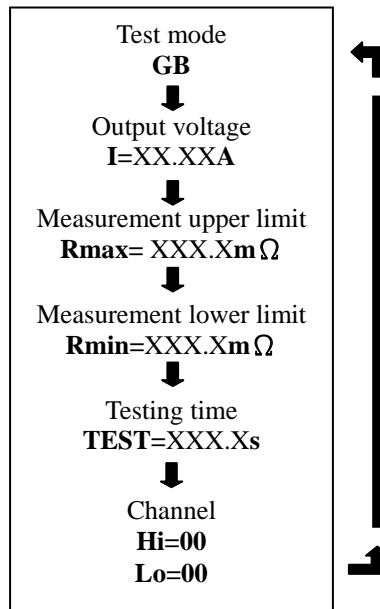 Test mode
GB
Output voltage
I=XX.XXA
Measurement upper limit
Rmax= XXX.XmΩ
Measurement lower limit
Rmin=XXX.XmΩ
Testing time
TEST=XXX.Xs
Channel
Hi=00
Lo=00